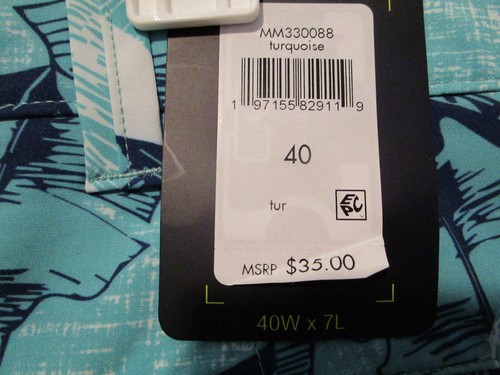 MM330088
turquoise
1 97155 82911 9
40
tur
EPC
MSRP $35.00
40W x 7L